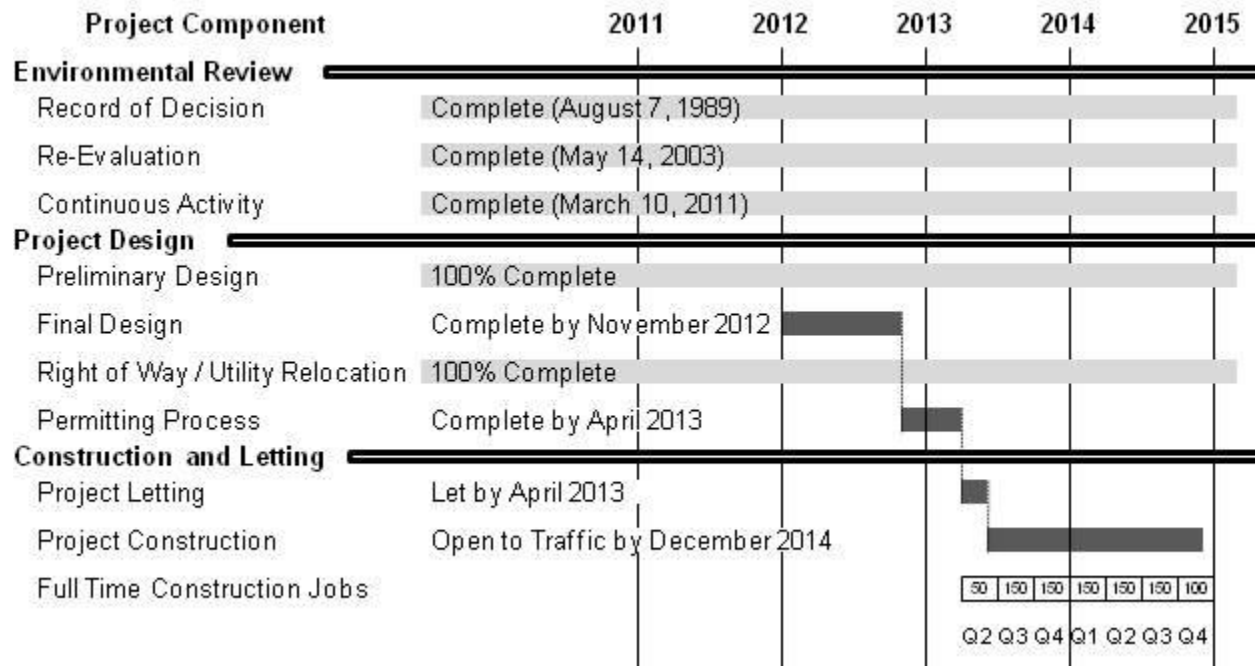 Project Component 2011 2012 2013 2014 2015
Environmental Review
Record of Decision Complete (August 7, 1989)
Re-Evaluation Complete (May 14, 2003)
Continuous Activity Complete (March 10, 2011)
Project Design
Preliminary Design 100% Complete
Final Design Complete by November 2012
Right of Way / Utility Relocation 100% Complete
Permitting Process Complete by April 2013
Construction and Letting
Project Letting Let by April 2013
Project Construction Open to Traffic by December 2014
Full Time Construction Jobs 50 150 150 150 150 150 100
Q2 Q3 Q4 Q1 Q2 Q3 Q4